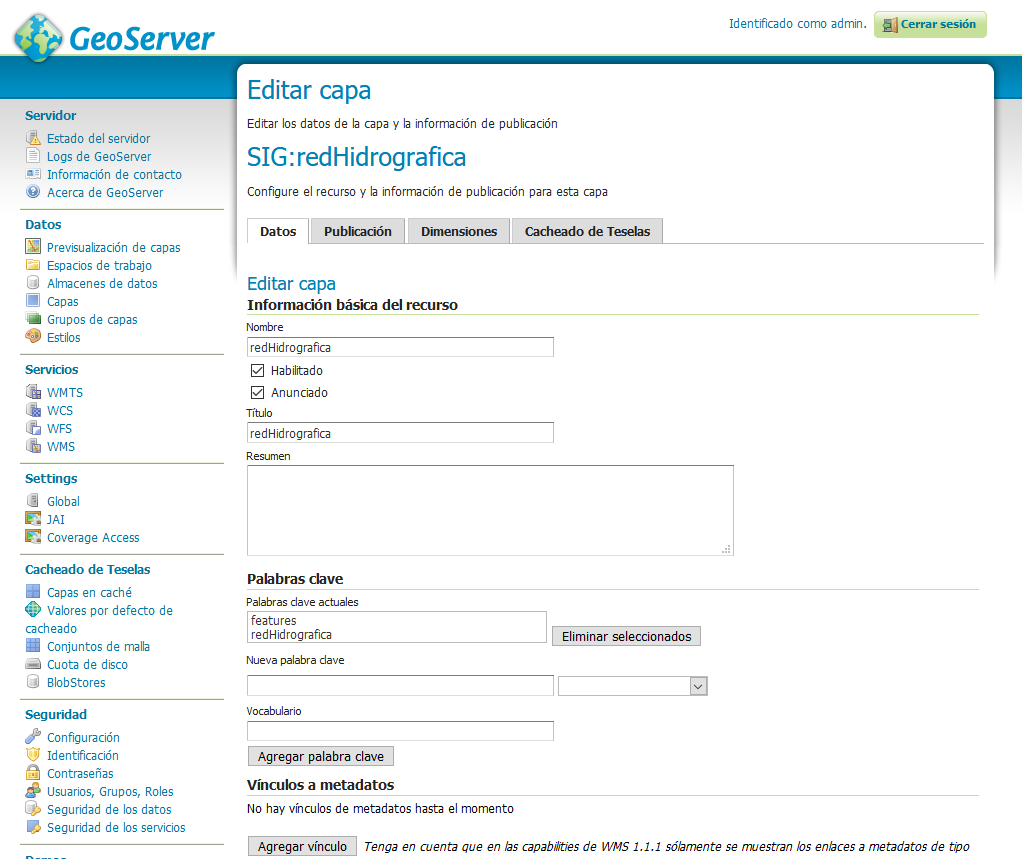 GeoServer
Identificado como admin.
Cerrar sesión
Servidor
Estado del servidor
Logs de GeoServer
Información de contacto
Acerca de GeoServer
Datos
Previsualización de capas
Espacios de trabajo
Almacenes de datos
Capas
Grupos de capas
Estilos
Servicios
WMTS
WCS
WFS
WMS
Settings
Global
JAI
Coverage Access
Cacheado de Teselas
Capas en caché
Valores por defecto de
cacheado
Conjuntos de malla
Cuota de disco
BlobStores
Seguridad
Configuración
Identificación
Contraseñas
Usuarios, Grupos, Roles
Seguridad de los datos
Seguridad de los servicios
Editar capa
Editar los datos de la capa y la información de publicación
SIG:redHidrografica
Configure el recurso y la información de publicación para esta capa
Datos Publicación Dimensiones Cacheado de Teselas
Editar capa
Información básica del recurso
Nombre
redHidrografica
Habilitado
Anunciado
Título
redHidrografica
Resumen
Palabras clave
Palabras clave actuales
features
redHidrografica
Eliminar seleccionados
Nueva palabra clave
Vocabulario
Agregar palabra clave
Vínculos a metadatos
No hay vínculos de metadatos hasta el momento
Agregar vínculo Tenga en cuenta que en las capabilities de WMS 1.1.1 sólamente se muestran los enlaces a metadatos de tipo